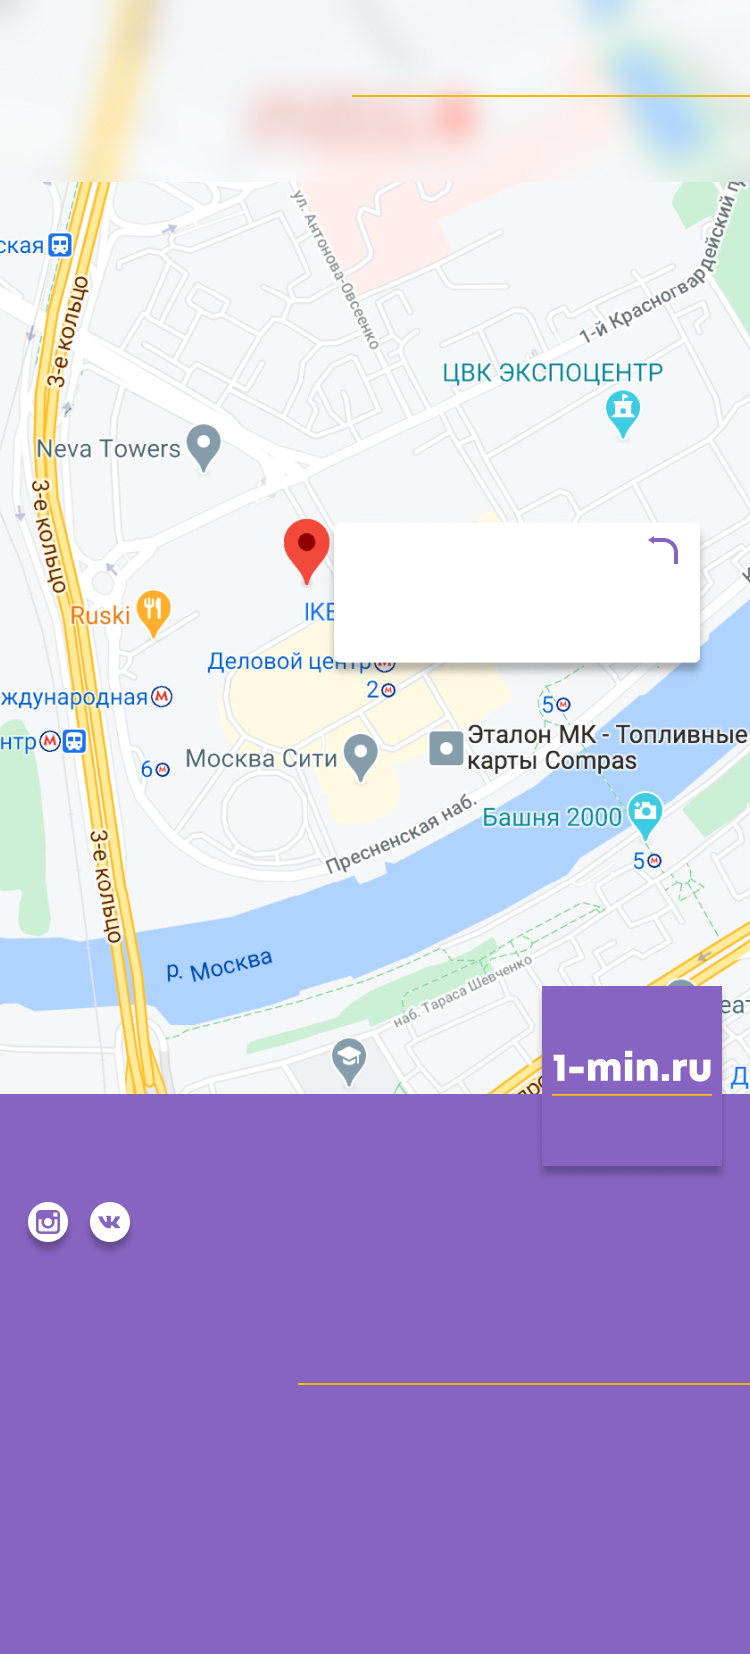 ул. Антонова-Овсеенко
ская
3-е кольцо
1-й Красногвардейский
ЦВК ЭКСПОЦЕНТР
Neva Towers
3-е кольцо
Ruski
IKE
Деловой центр
2
ждународная
5
Эталон МК - Топливные
карты Compas
нтр
6
Москва Сити
Башня 2000
Пресненская наб.
5
3-е кольцо
р. Москва
наб. Тараса Шевченко
1-min.ru